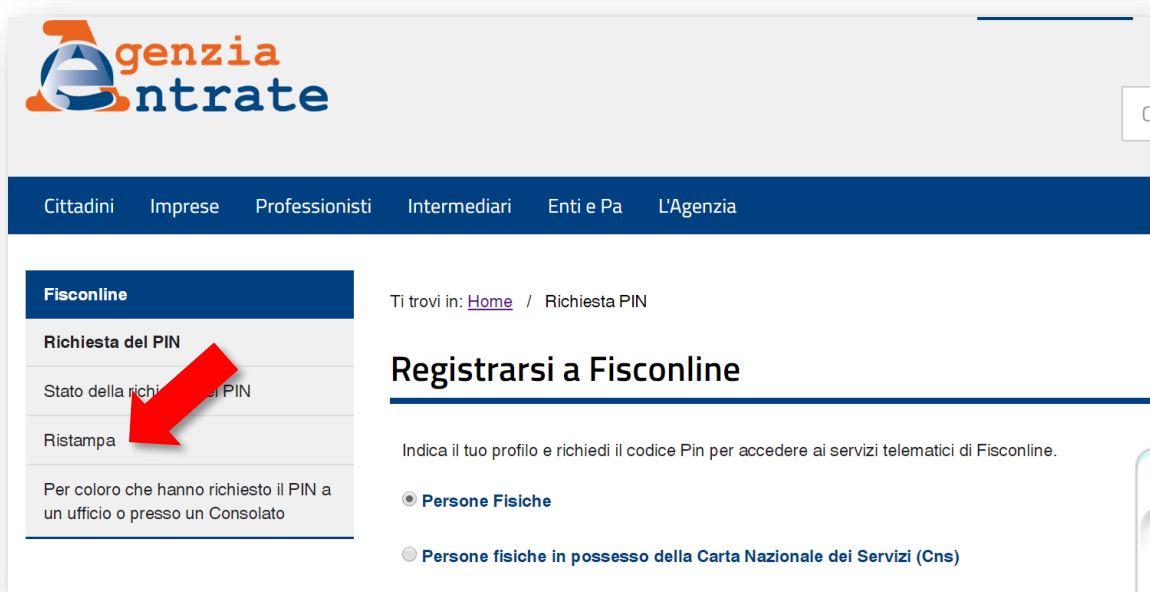 Agenzia
Entrate
C
Cittadini Imprese Professionisti Intermediari Enti e Pa L'Agenzia
Fisconline
Richiesta del PIN
Stato della PIN
Ristampa
Per coloro che hanno richiesto il PIN a
un ufficio o presso un Consolato
Ti trovi in: Home / Richiesta PIN
Registrarsi a Fisconline
Indica il tuo profilo e richiedi il codice Pin per accedere ai servizi telematici di Fisconline.
Persone Fisiche
Persone fisiche in possesso della Carta Nazionale dei Servizi (Cns)